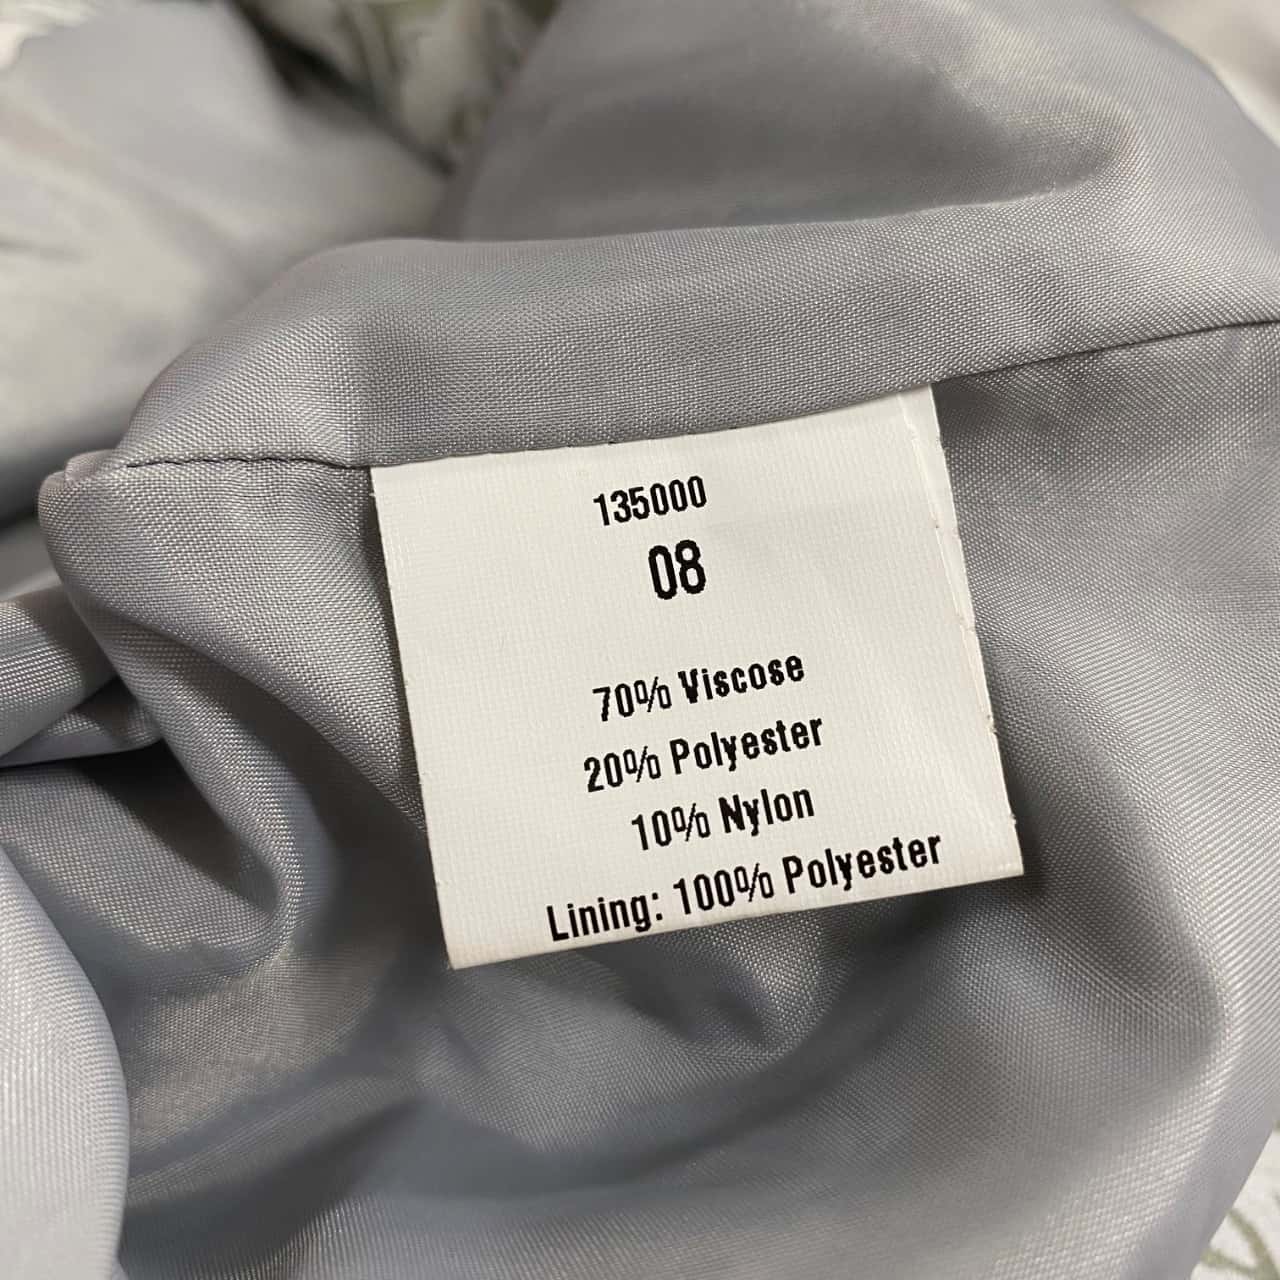 135000
08
70% Viscose
20% Polyester
10% Nylon
Lining: 100% Polyester